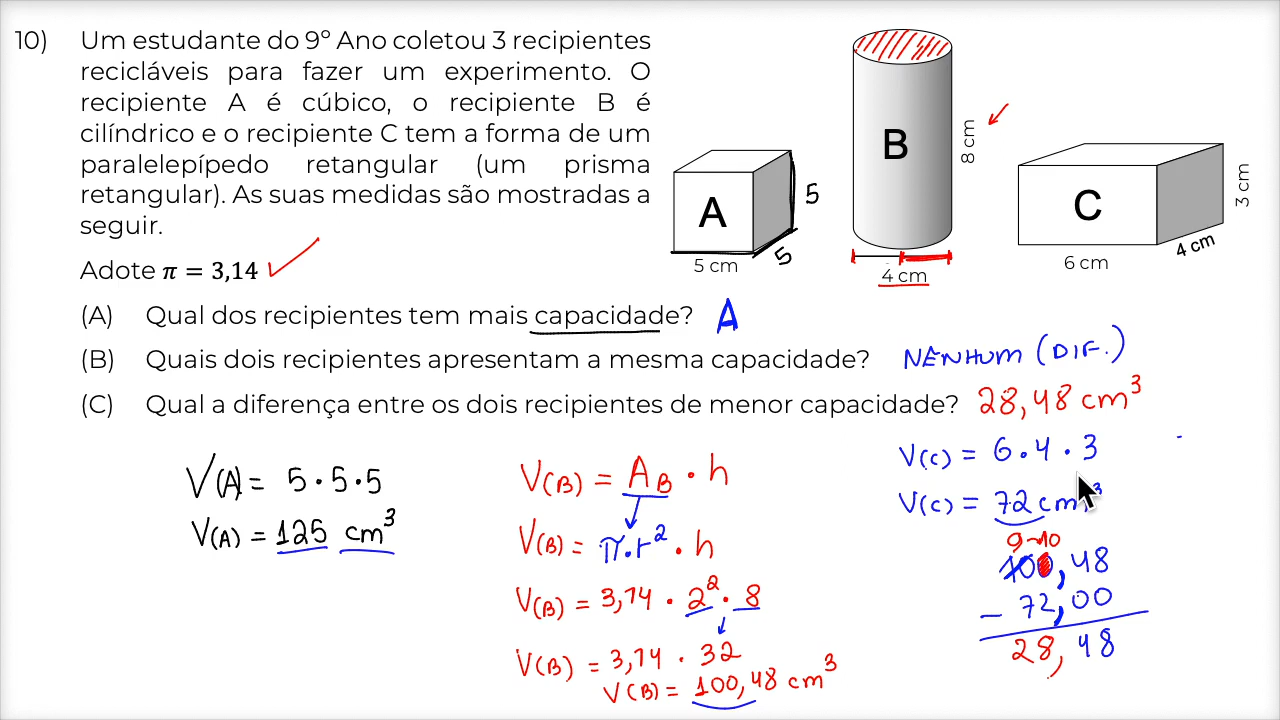 10) Um estudante do 9º Ano coletou 3 recipientes
recicláveis para fazer um experimento. O
recipiente A é cúbico, o recipiente B é
cilíndrico e o recipiente C tem a forma de um
paralelepípedo retangular (um prisma
retangular). As suas medidas são mostradas a
seguir.
Adote π = 3,14
A
5
5
5 cm
B
8 cm
4 cm
C
3 cm
4 cm
6 cm
(A) Qual dos recipientes tem mais capacidade? A
(B) Quais dois recipientes apresentam a mesma capacidade? NENHUM (DIF.)
(C) Qual a diferença entre os dois recipientes de menor capacidade? 28,48 cm³
V(A) = 5 · 5 · 5
V(A) = 125 cm³
V(B) = A_B · h
V(B) = π · r² · h
V(B) = 3,14 · 2² · 8
V(B) = 3,14 · 32
V(B) = 100,48 cm³
V(C) = 6 · 4 · 3
V(C) = 72 cm³
9 10
100,48
- 72,00
28,48